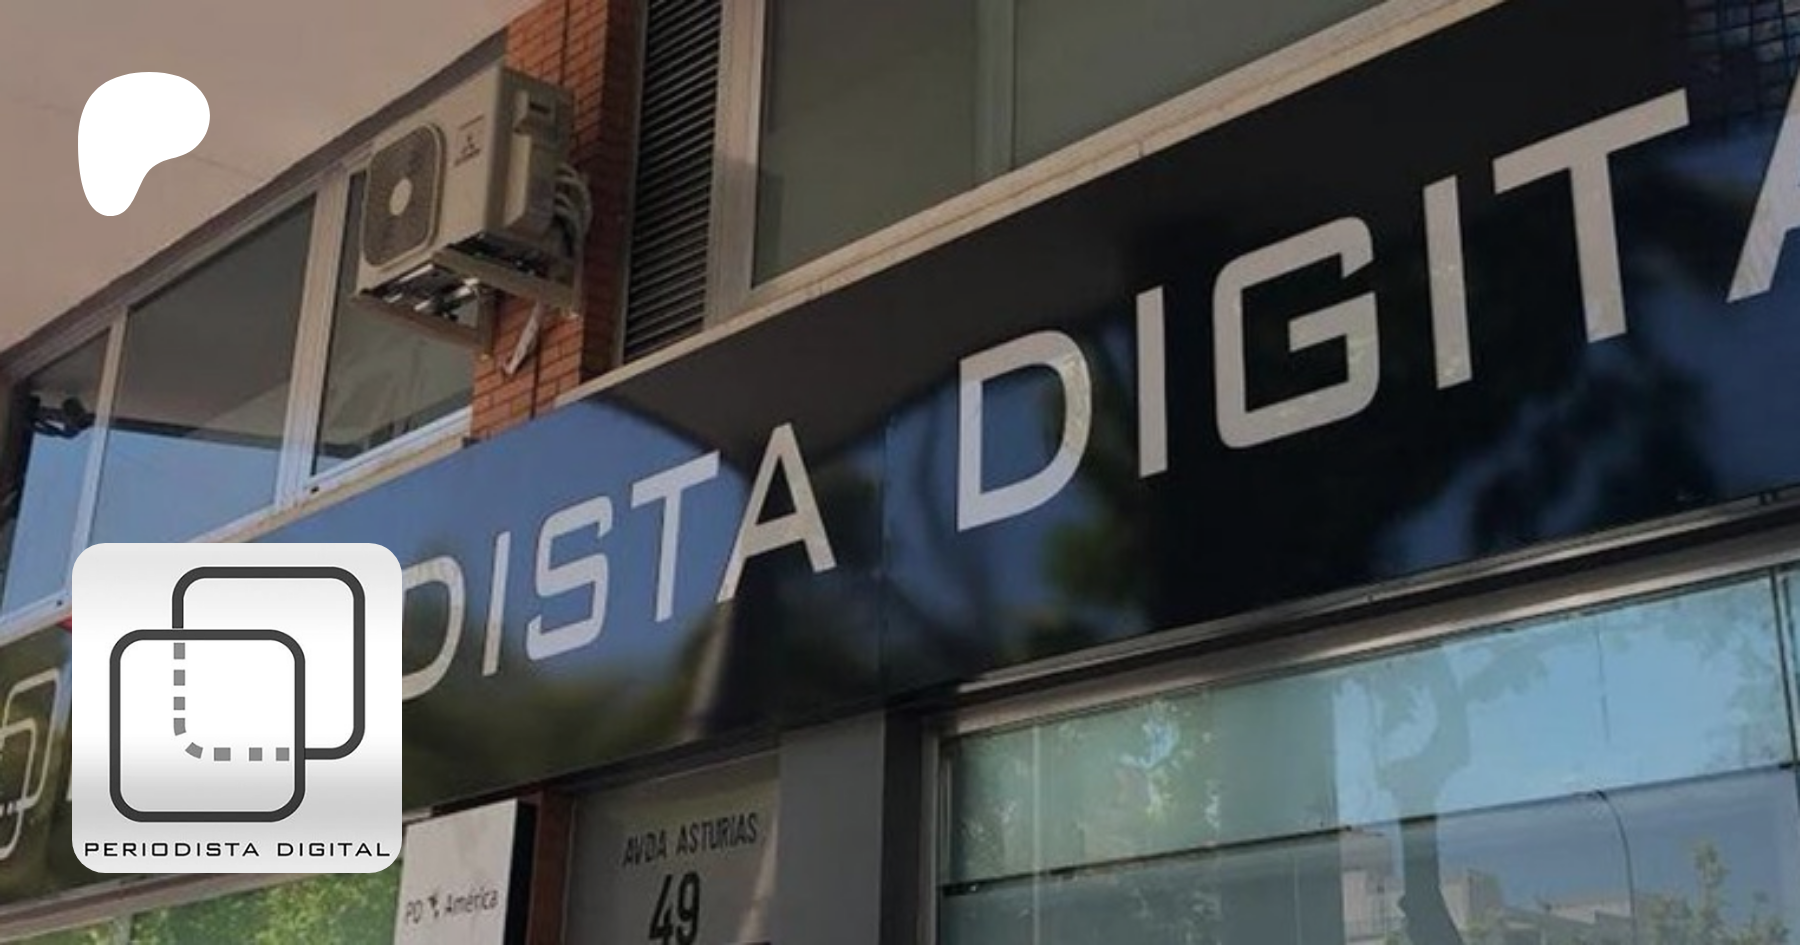 DISTA DIGITA
PERIODISTA DIGITAL
AVDA ASTURIAS
49
PD América